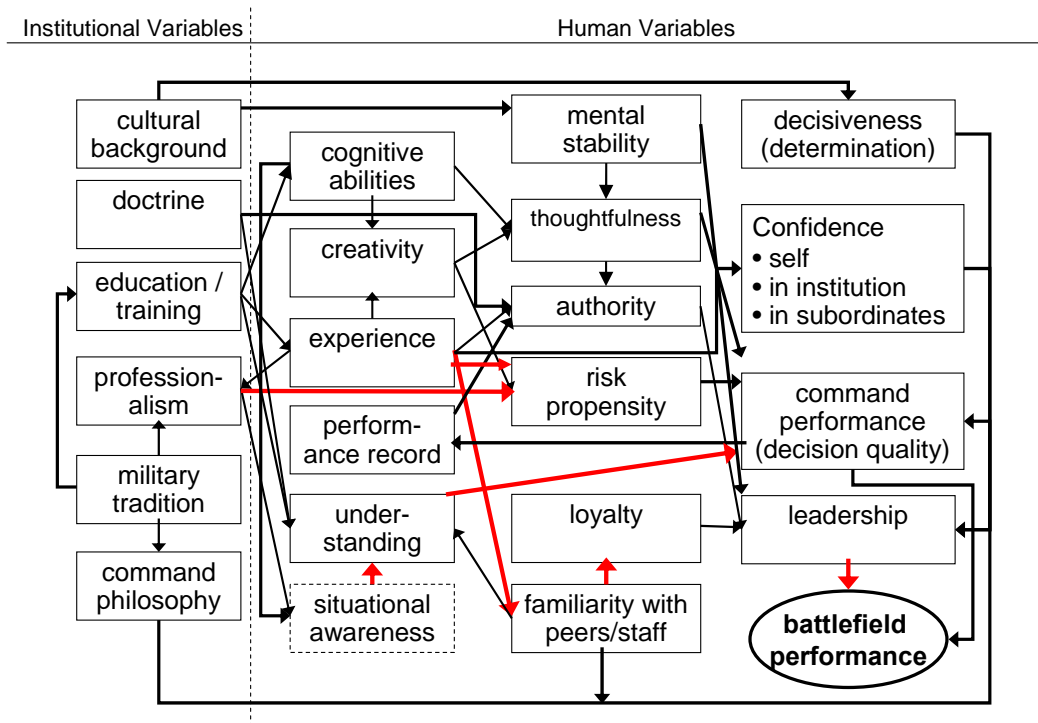 Institutional Variables
Human Variables
cultural
background
doctrine
education /
training
profession-
alism
military
tradition
command
philosophy
cognitive
abilities
creativity
experience
perform-
ance record
under-
standing
situational
awareness
mental
stability
thoughtfulness
authority
risk
propensity
loyalty
familiarity with
peers/staff
decisiveness
(determination)
Confidence
• self
• in institution
• in subordinates
command
performance
(decision quality)
leadership
battlefield
performance